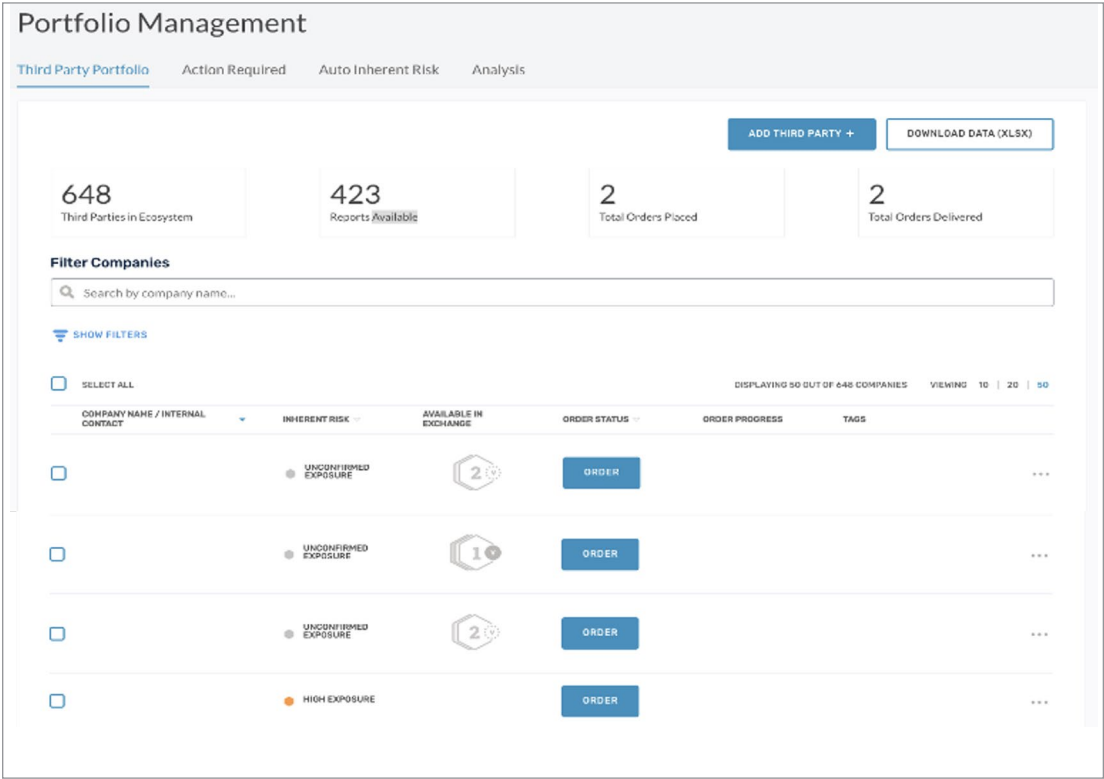 Portfolio Management
Third Party Portfolio Action Required Auto Inherent Risk Analysis
ADD THIRD PARTY + DOWNLOAD DATA (XLSX)
648 423 2 2
Third Parties in Ecosystem Reports Available Total Orders Placed Total Orders Delivered
Filter Companies
Search by company name...
SHOW FILTERS
SELECT ALL DISPLAYING 50 OUT OF 648 COMPANIES VIEWING 10 | 20 | 50
COMPANY NAME / INTERNAL CONTACT INHERENT RISK AVAILABLE IN EXCHANGE ORDER STATUS ORDER PROGRESS TAGS
UNCONFIRMED EXPOSURE 2 ORDER ...
UNCONFIRMED EXPOSURE 1 ORDER ...
UNCONFIRMED EXPOSURE 2 ORDER ...
HIGH EXPOSURE ORDER ...